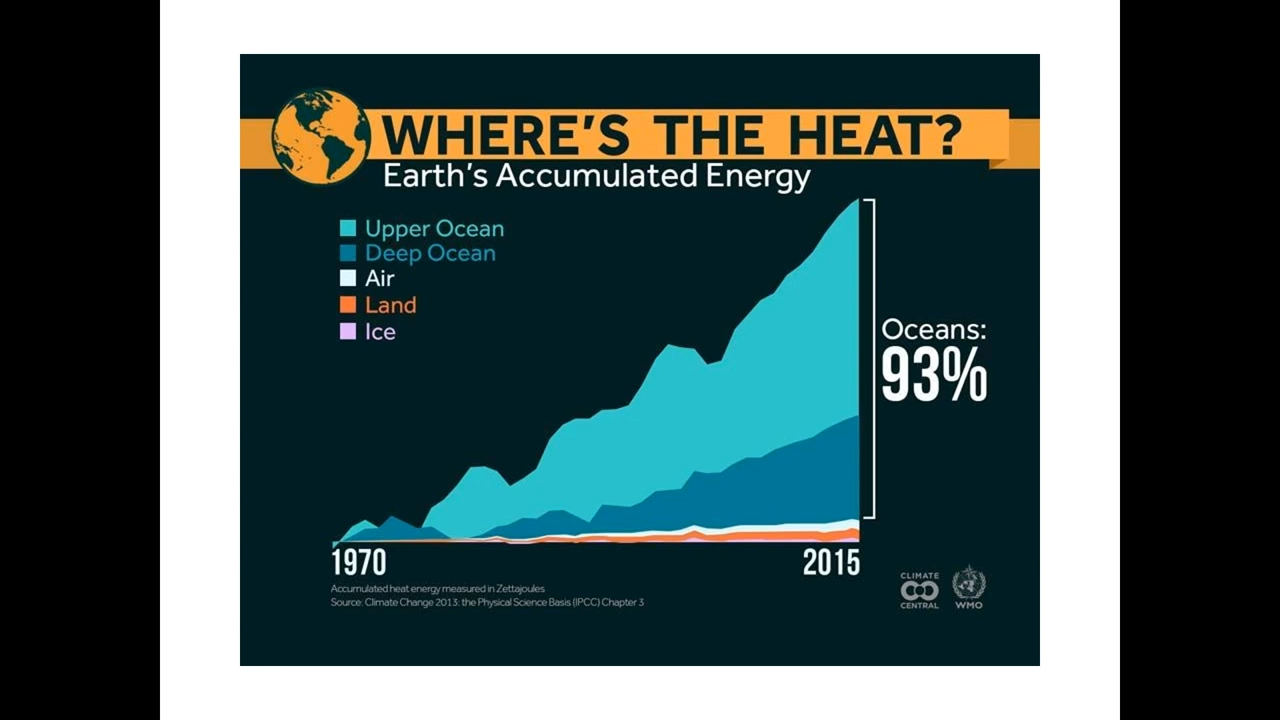 WHERE'S THE HEAT?
Earth's Accumulated Energy
Upper Ocean
Deep Ocean
Air
Land
Ice
Oceans:
93%
1970
2015
Accumulated heat energy measured in Zettajoules
Source: Climate Change 2013: the Physical Science Basis (IPCC) Chapter 3
CLIMATE
CENTRAL
WMO